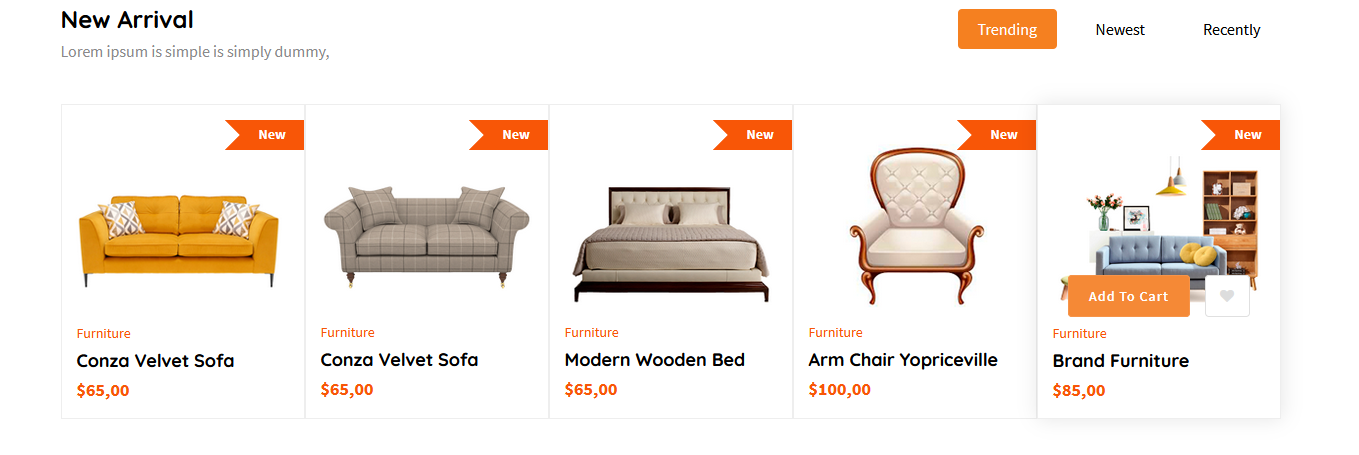 New Arrival
Lorem ipsum is simple is simply dummy,
Trending
Newest
Recently
New
Furniture
Conza Velvet Sofa
$65,00
New
Furniture
Conza Velvet Sofa
$65,00
New
Furniture
Modern Wooden Bed
$65,00
New
Furniture
Arm Chair Yopriceville
$100,00
New
Add To Cart
Furniture
Brand Furniture
$85,00